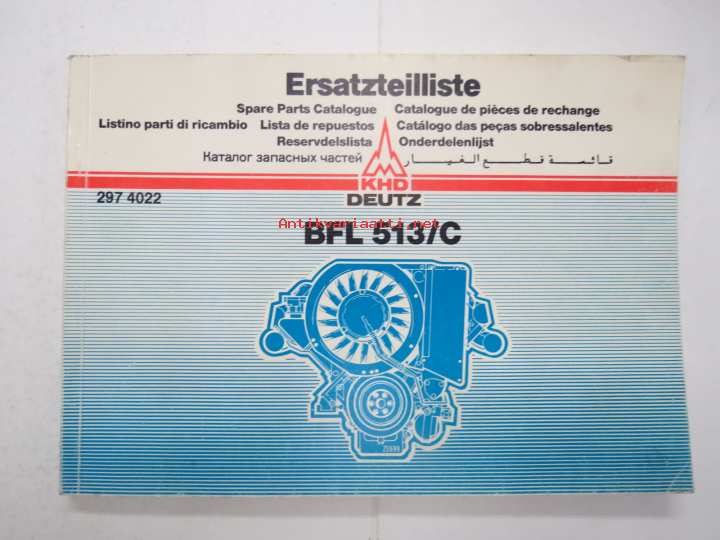 Ersatzteilliste
Spare Parts Catalogue Catalogue de pièces de rechange
Listino parti di ricambio Lista de repuestos Catálogo das peças sobressalentes
Reservdelslista Onderdelenlijst
Каталог запасных частей قائمة قطع الغيار
KHD
297 4022 DEUTZ
Antikvariaatti.net
BFL 513/C